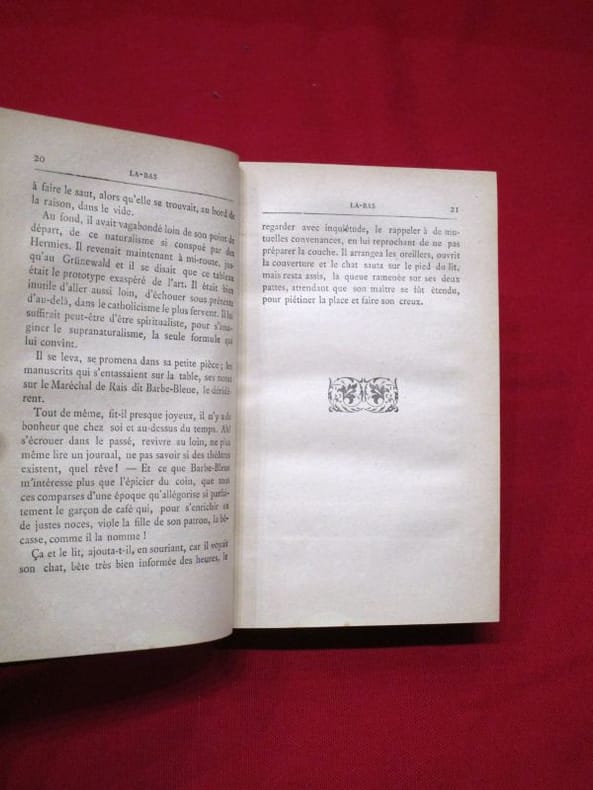 20
LA-BAS
à faire le saut, alors qu'elle se trouvait, au bord de
la raison, dans le vide.
Au fond, il avait vagabondé loin de son point de
départ, de ce naturalisme si conspué par des
Hermies. Il revenait maintenant à mi-route, jus-
qu'au Grünewald et il se disait que ce tableau
était le prototype exaspéré de l'art. Il était bien
inutile d'aller aussi loin, d'échouer sous prétexte
d'au-delà, dans le catholicisme le plus fervent. Il lui
suffirait peut-être d'être spiritualiste, pour s'ima-
giner le supranaturalisme, la seule formule qui
lui convînt.
Il se leva, se promena dans sa petite pièce; les
manuscrits qui s'entassaient sur la table, ses notes
sur le Maréchal de Rais dit Barbe-Bleue, le déridè-
rent.
Tout de même, fit-il presque joyeux, il n'y a de
bonheur que chez soi et au-dessus du temps. Ah!
s'écrouer dans le passé, revivre au loin, ne plus
même lire un journal, ne pas savoir si des théâtres
existent, quel rêve! — Et ce que Barbe-Bleue
m'intéresse plus que l'épicier du coin, que tous
ces comparses d'une époque qu'allégorise si parfai-
tement le garçon de café qui, pour s'enrichir en
de justes noces, viole la fille de son patron, la bé-
casse, comme il la nomme!
Ça et le lit, ajouta-t-il, en souriant, car il voyait
son chat, bête très bien informée des heures, le
LA-BAS
21
regarder avec inquiétude, le rappeler à de mu-
tuelles convenances, en lui reprochant de ne pas
préparer la couche. Il arrangea les oreillers, ouvrit
la couverture et le chat sauta sur le pied du lit,
mais resta assis, la queue ramenée sur ses deux
pattes, attendant que son maître se fût étendu,
pour piétiner la place et faire son creux.